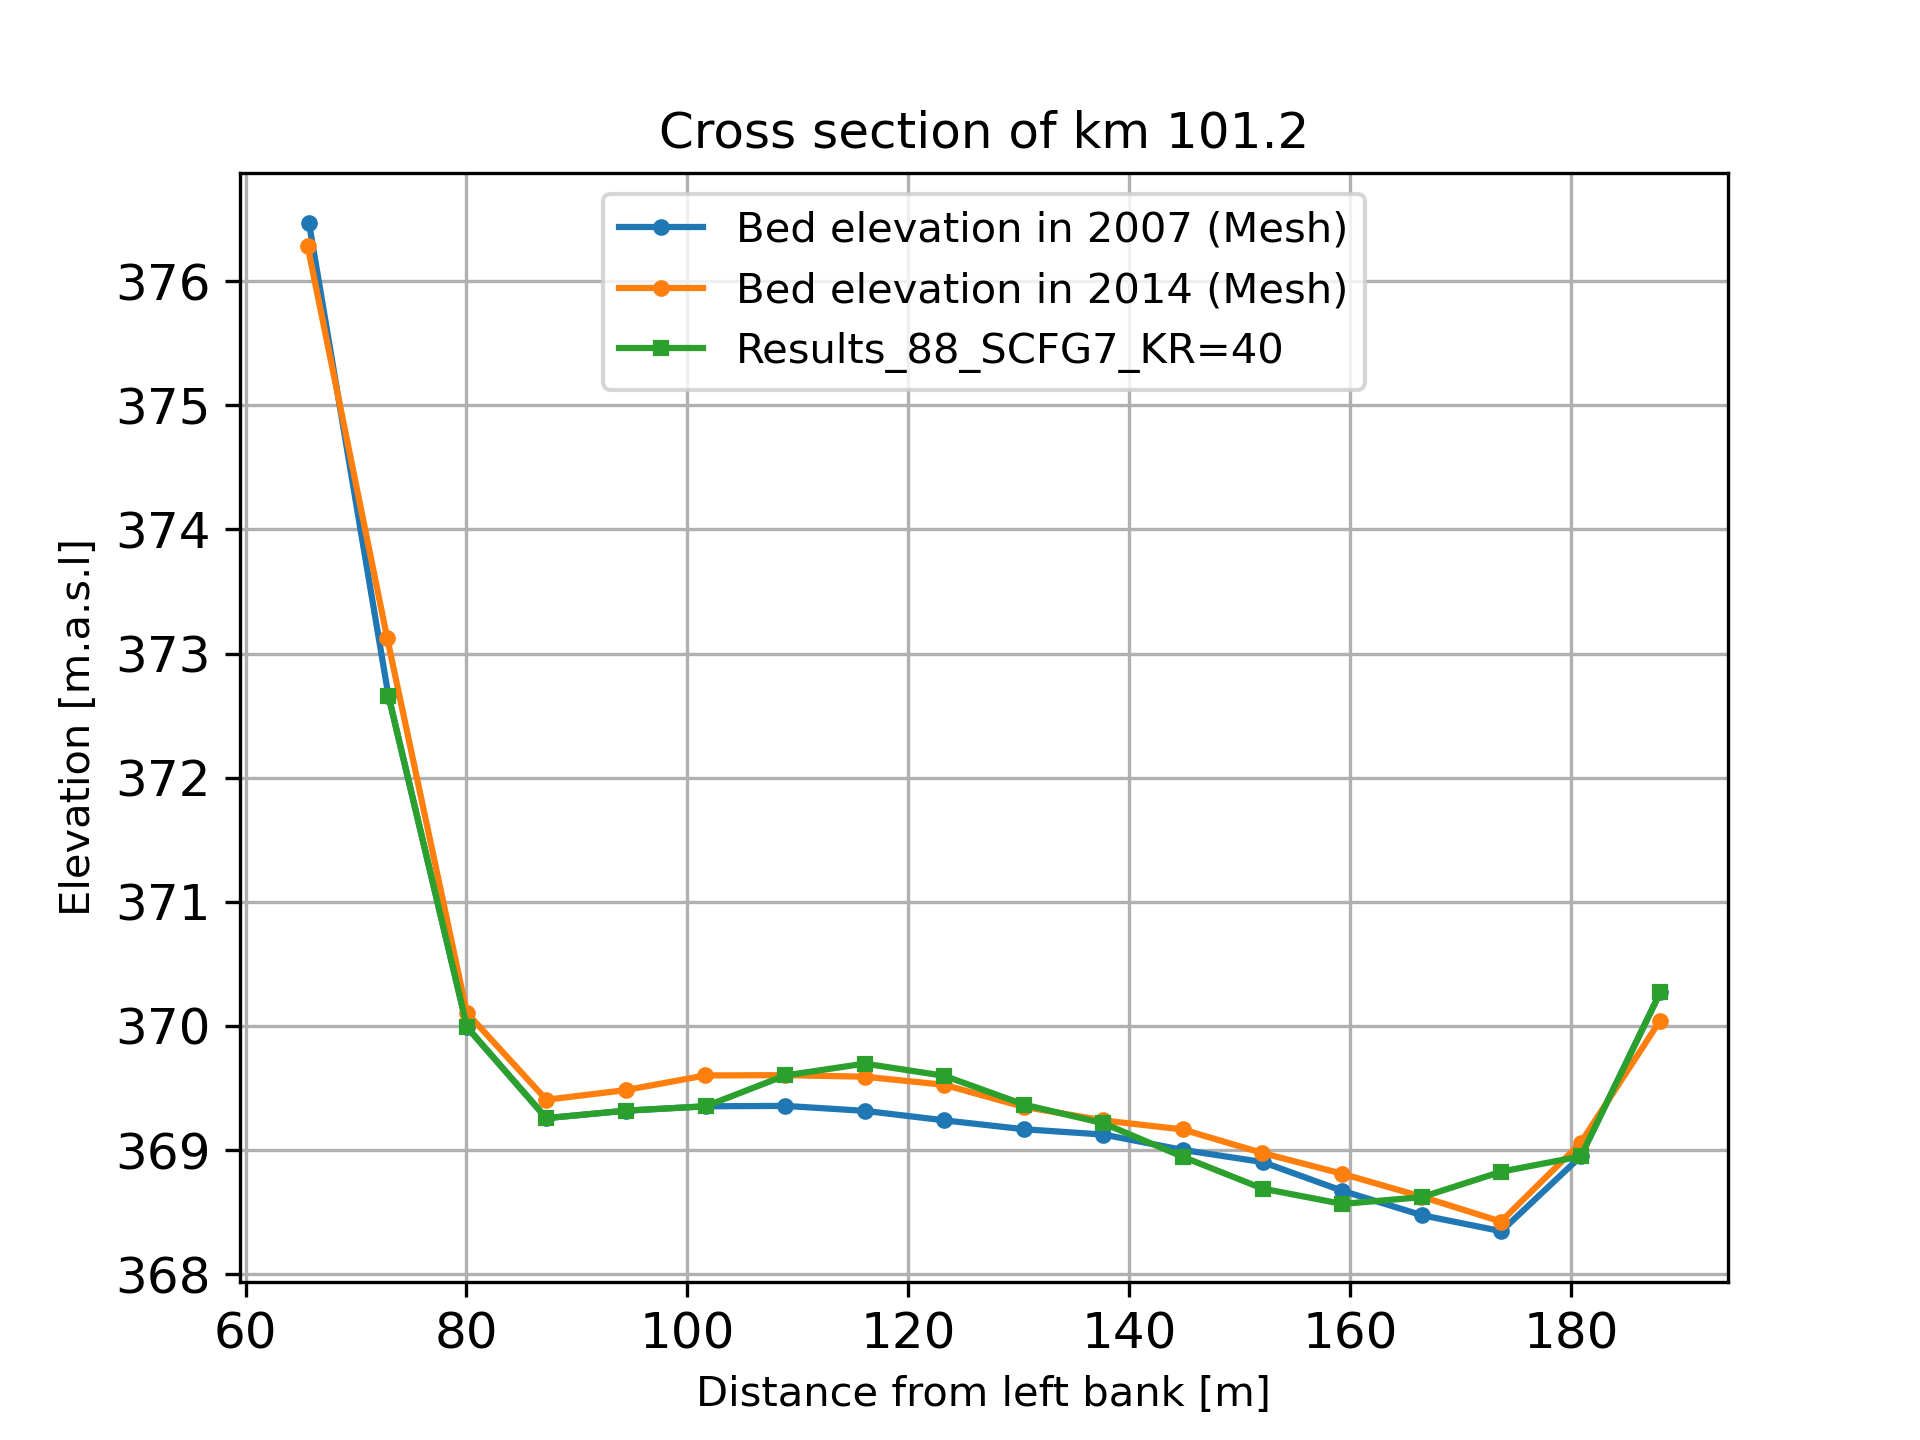 Cross section of km 101.2
Bed elevation in 2007 (Mesh)
Bed elevation in 2014 (Mesh)
Results_88_SCFG7_KR=40
Elevation [m.a.s.l]
376
375
374
373
372
371
370
369
368
60 80 100 120 140 160 180
Distance from left bank [m]